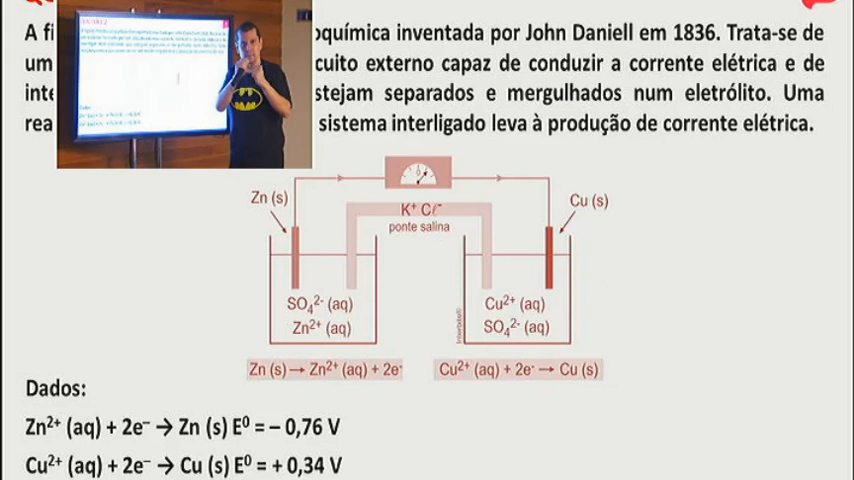 A fi oquímica inventada por John Daniell em 1836. Trata-se de
um cuito externo capaz de conduzir a corrente elétrica e de
inte stejam separados e mergulhados num eletrólito. Uma
rea sistema interligado leva à produção de corrente elétrica.
0
Zn (s)
Cu (s)
K⁺ Cℓ⁻
ponte salina
SO₄²⁻ (aq)
Zn²⁺ (aq)
Cu²⁺ (aq)
SO₄²⁻ (aq)
Zn (s) → Zn²⁺ (aq) + 2e⁻
Cu²⁺ (aq) + 2e⁻ → Cu (s)
Dados:
Zn²⁺ (aq) + 2e⁻ → Zn (s) E⁰ = – 0,76 V
Cu²⁺ (aq) + 2e⁻ → Cu (s) E⁰ = + 0,34 V